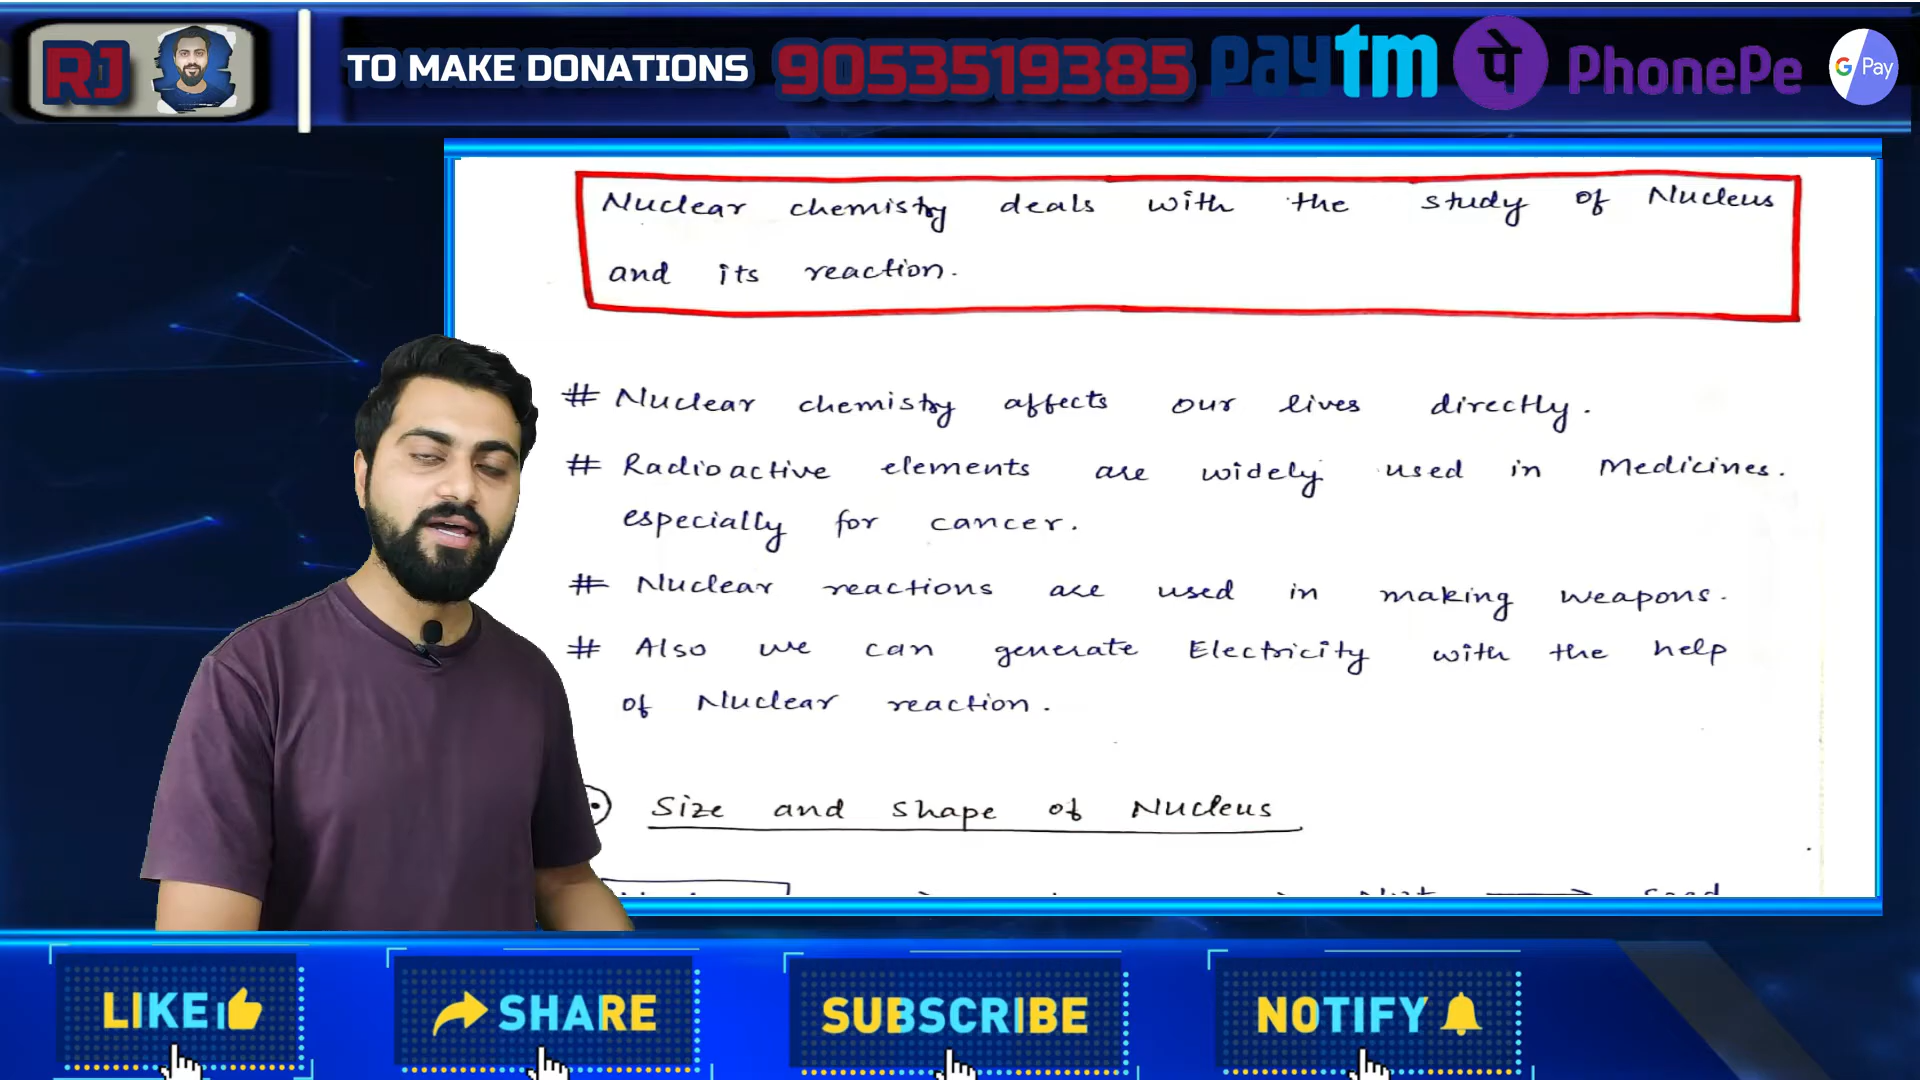 RJ
TO MAKE DONATIONS 9053519385 paytm पे PhonePe G Pay
Nuclear chemistry deals with the study of Nucleus
and its reaction.
# Nuclear chemistry affects our lives directly.
# Radioactive elements are widely used in Medicines.
especially for cancer.
# Nuclear reactions are used in making weapons.
# Also we can generate Electricity with the help
of Nuclear reaction.
Size and shape of Nucleus
LIKE SHARE SUBSCRIBE NOTIFY